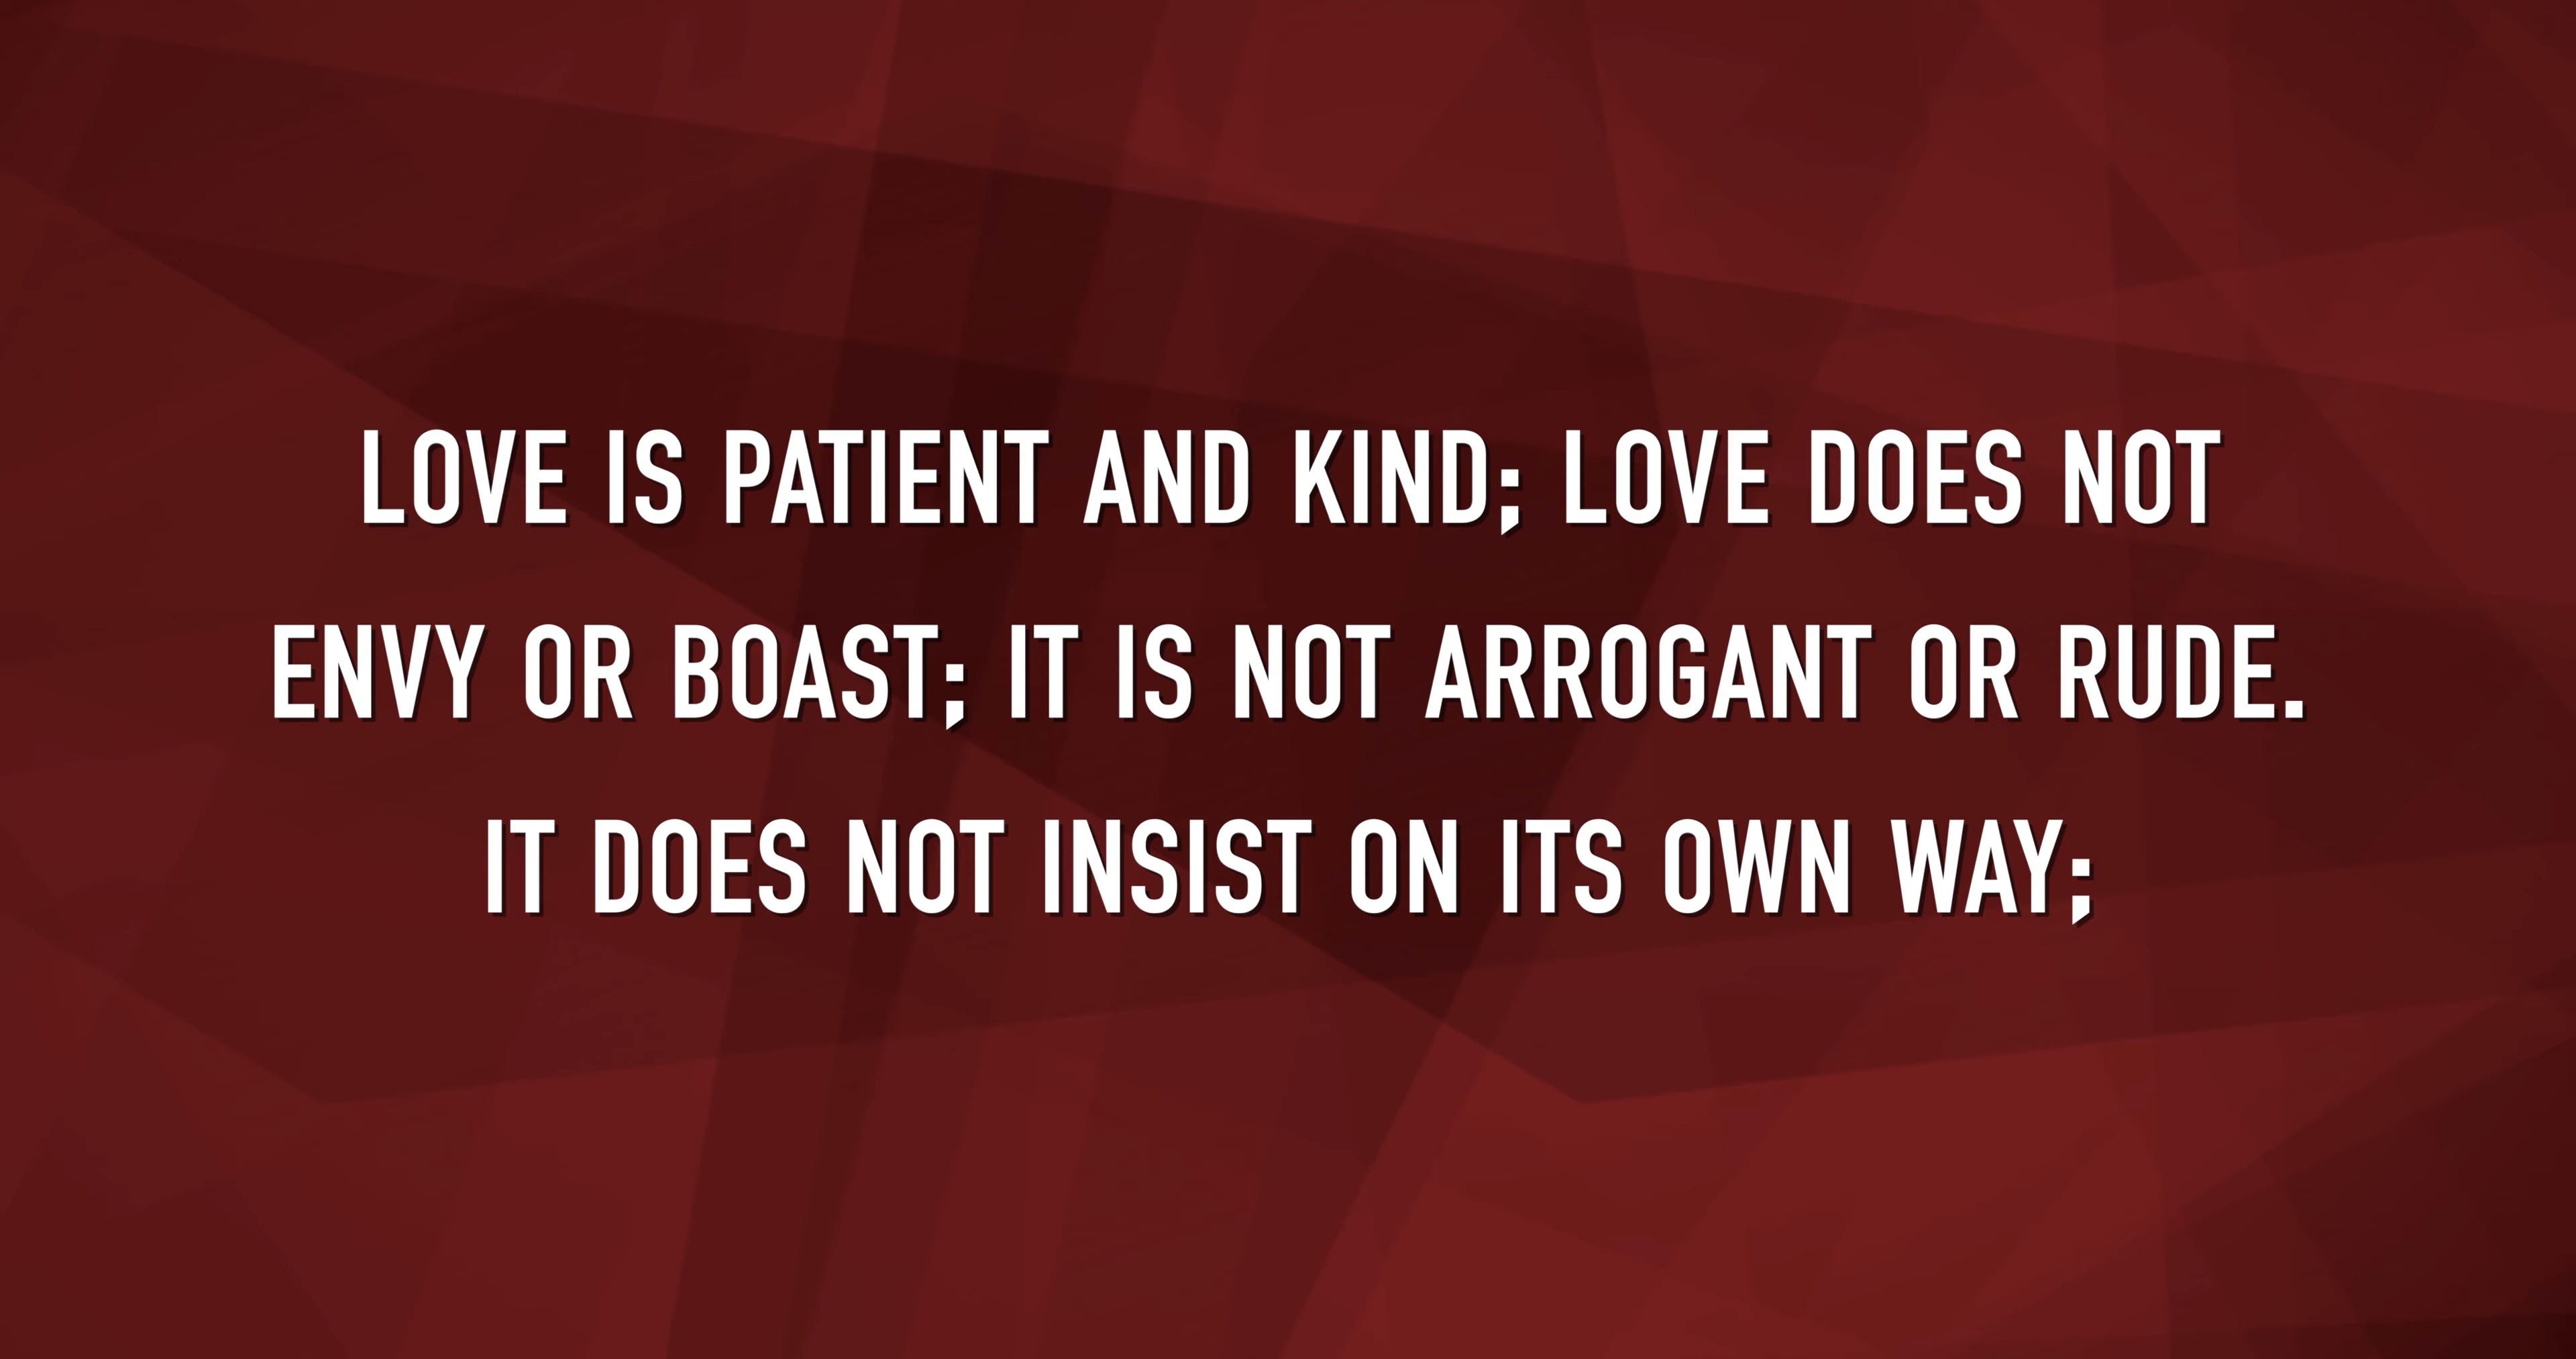 LOVE IS PATIENT AND KIND; LOVE DOES NOT
ENVY OR BOAST; IT IS NOT ARROGANT OR RUDE.
IT DOES NOT INSIST ON ITS OWN WAY;